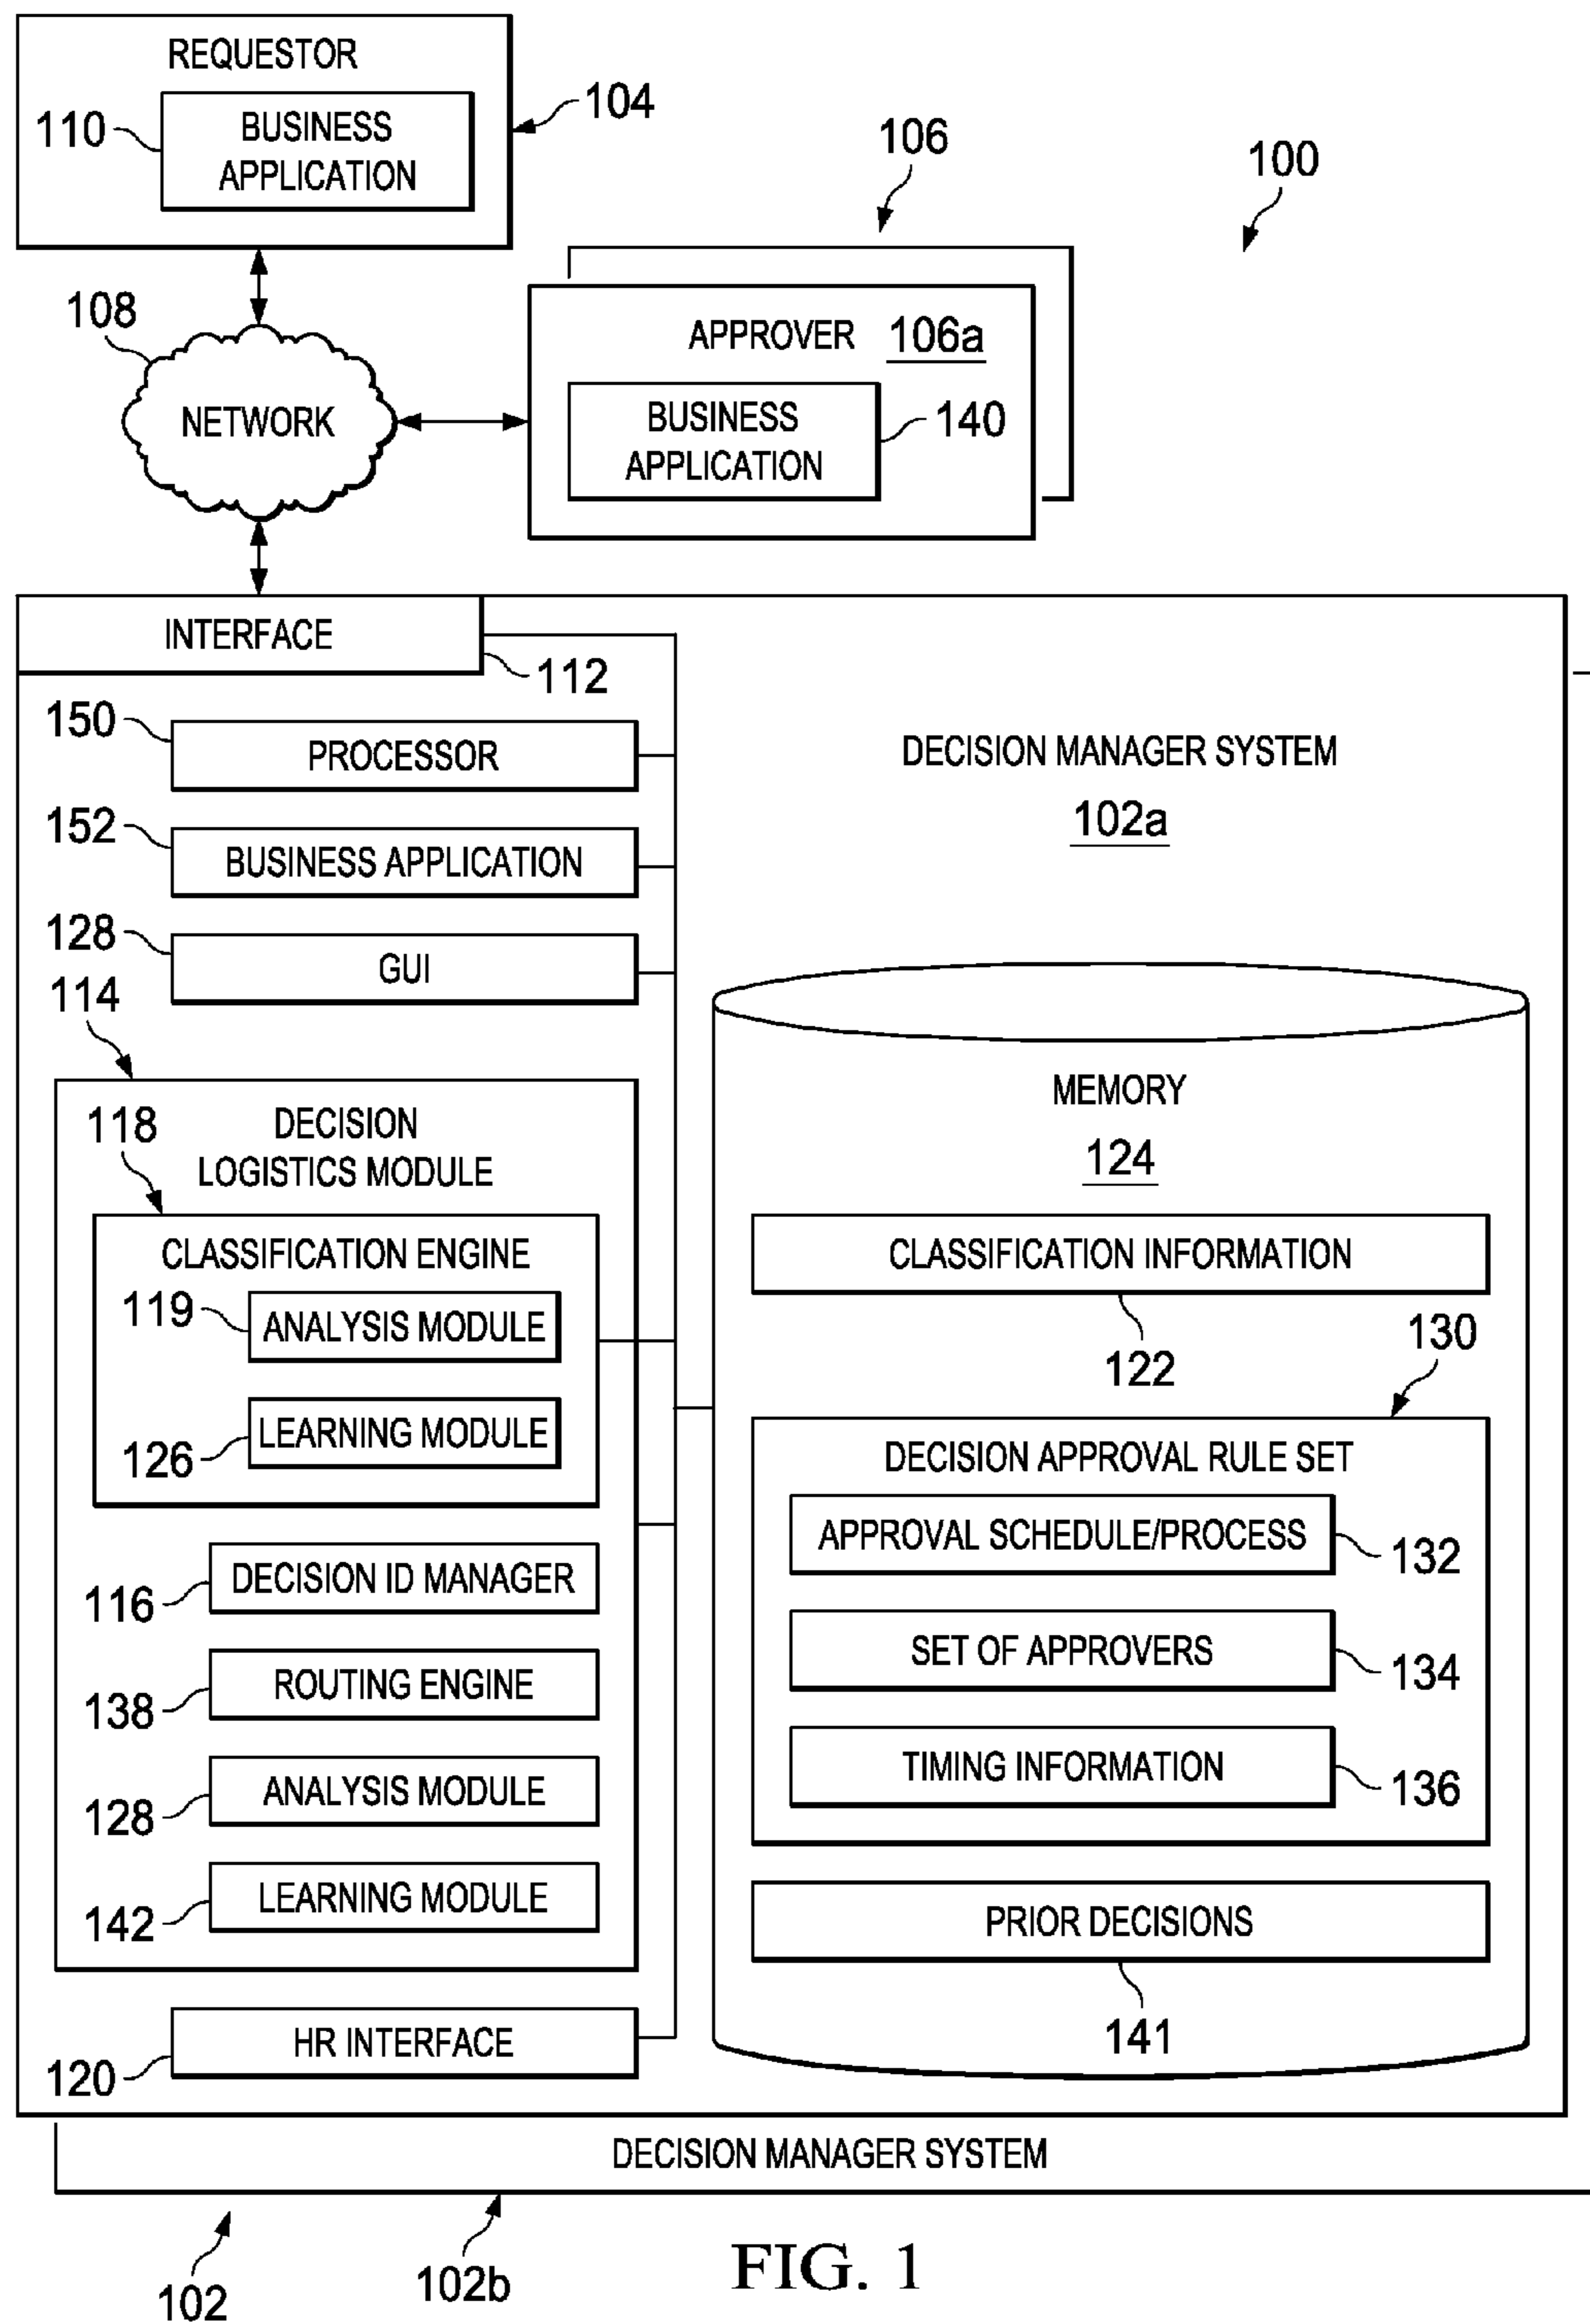 REQUESTOR
104
110
BUSINESS
APPLICATION
106
100
108
NETWORK
APPROVER 106a
BUSINESS
APPLICATION
140
INTERFACE
112
150
PROCESSOR
DECISION MANAGER SYSTEM
102a
152
BUSINESS APPLICATION
128
GUI
114
MEMORY
124
118
DECISION
LOGISTICS MODULE
CLASSIFICATION ENGINE
119
ANALYSIS MODULE
126
LEARNING MODULE
CLASSIFICATION INFORMATION
122
130
DECISION APPROVAL RULE SET
APPROVAL SCHEDULE/PROCESS
132
SET OF APPROVERS
134
TIMING INFORMATION
136
DECISION ID MANAGER
116
ROUTING ENGINE
138
ANALYSIS MODULE
128
LEARNING MODULE
142
PRIOR DECISIONS
141
HR INTERFACE
120
DECISION MANAGER SYSTEM
102
102b
FIG. 1